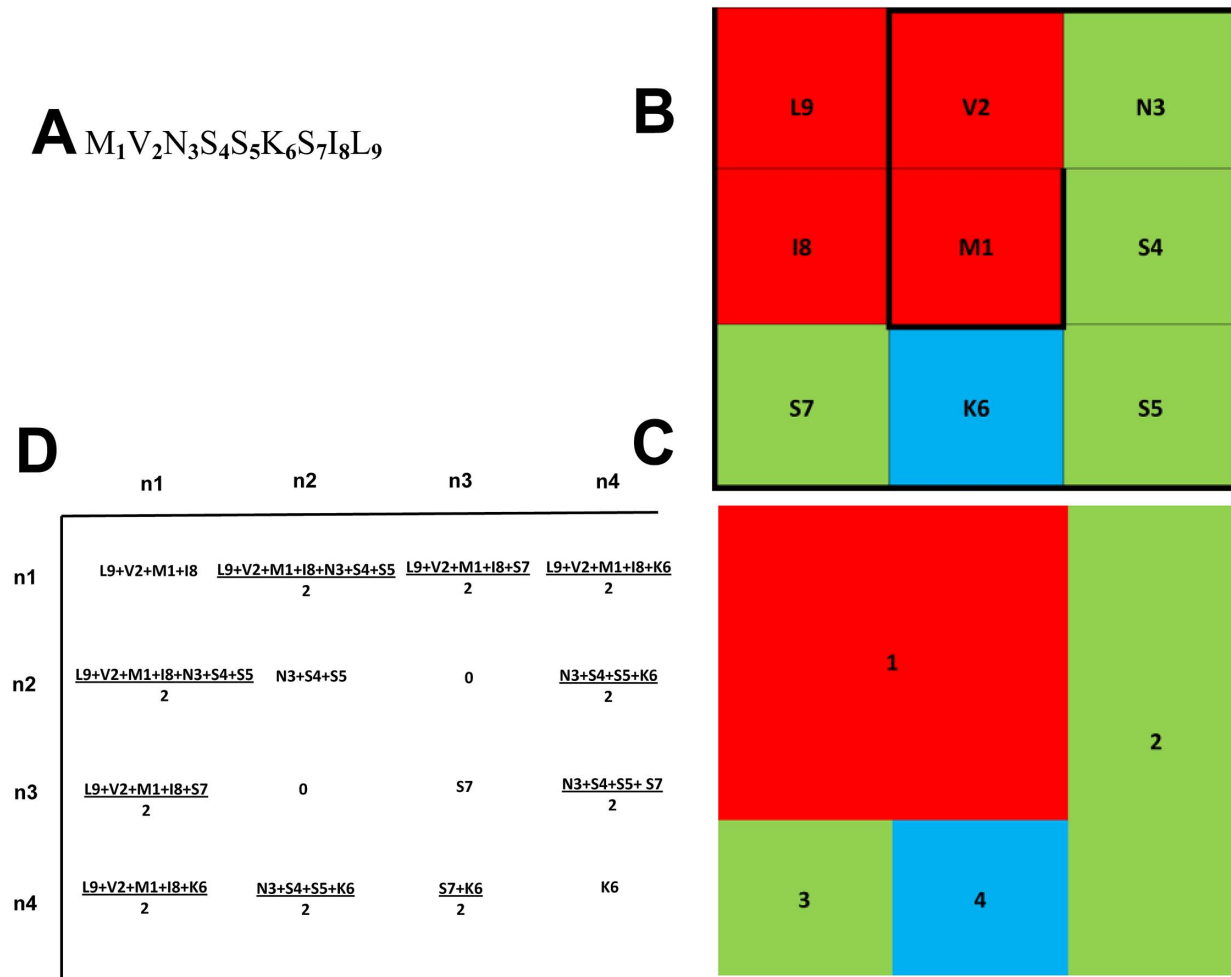 A M₁V₂N₃S₄S₅K₆S₇I₈L₉
B
L9 V2 N3
I8 M1 S4
S7 K6 S5
C
1
2
3 4
D
n1 n2 n3 n4
n1 L9+V2+M1+I8 L9+V2+M1+I8+N3+S4+S5 L9+V2+M1+I8+S7 L9+V2+M1+I8+K6
2 2 2
n2 L9+V2+M1+I8+N3+S4+S5 N3+S4+S5 0 N3+S4+S5+K6
2 2
n3 L9+V2+M1+I8+S7 0 S7 N3+S4+S5+ S7
2 2
n4 L9+V2+M1+I8+K6 N3+S4+S5+K6 S7+K6 K6
2 2 2